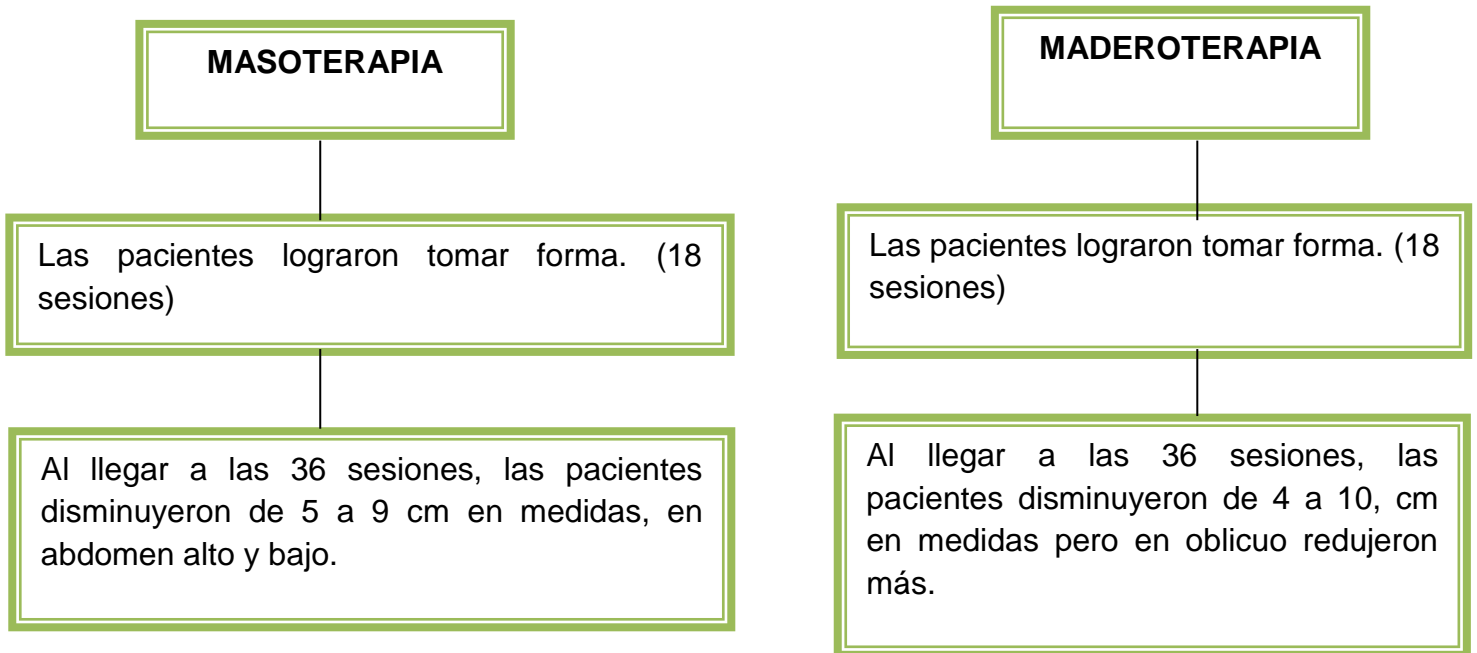 MASOTERAPIA
Las pacientes lograron tomar forma. (18
sesiones)
Al llegar a las 36 sesiones, las pacientes
disminuyeron de 5 a 9 cm en medidas, en
abdomen alto y bajo.
MADEROTERAPIA
Las pacientes lograron tomar forma. (18
sesiones)
Al llegar a las 36 sesiones, las
pacientes disminuyeron de 4 a 10, cm
en medidas pero en oblicuo redujeron
más.